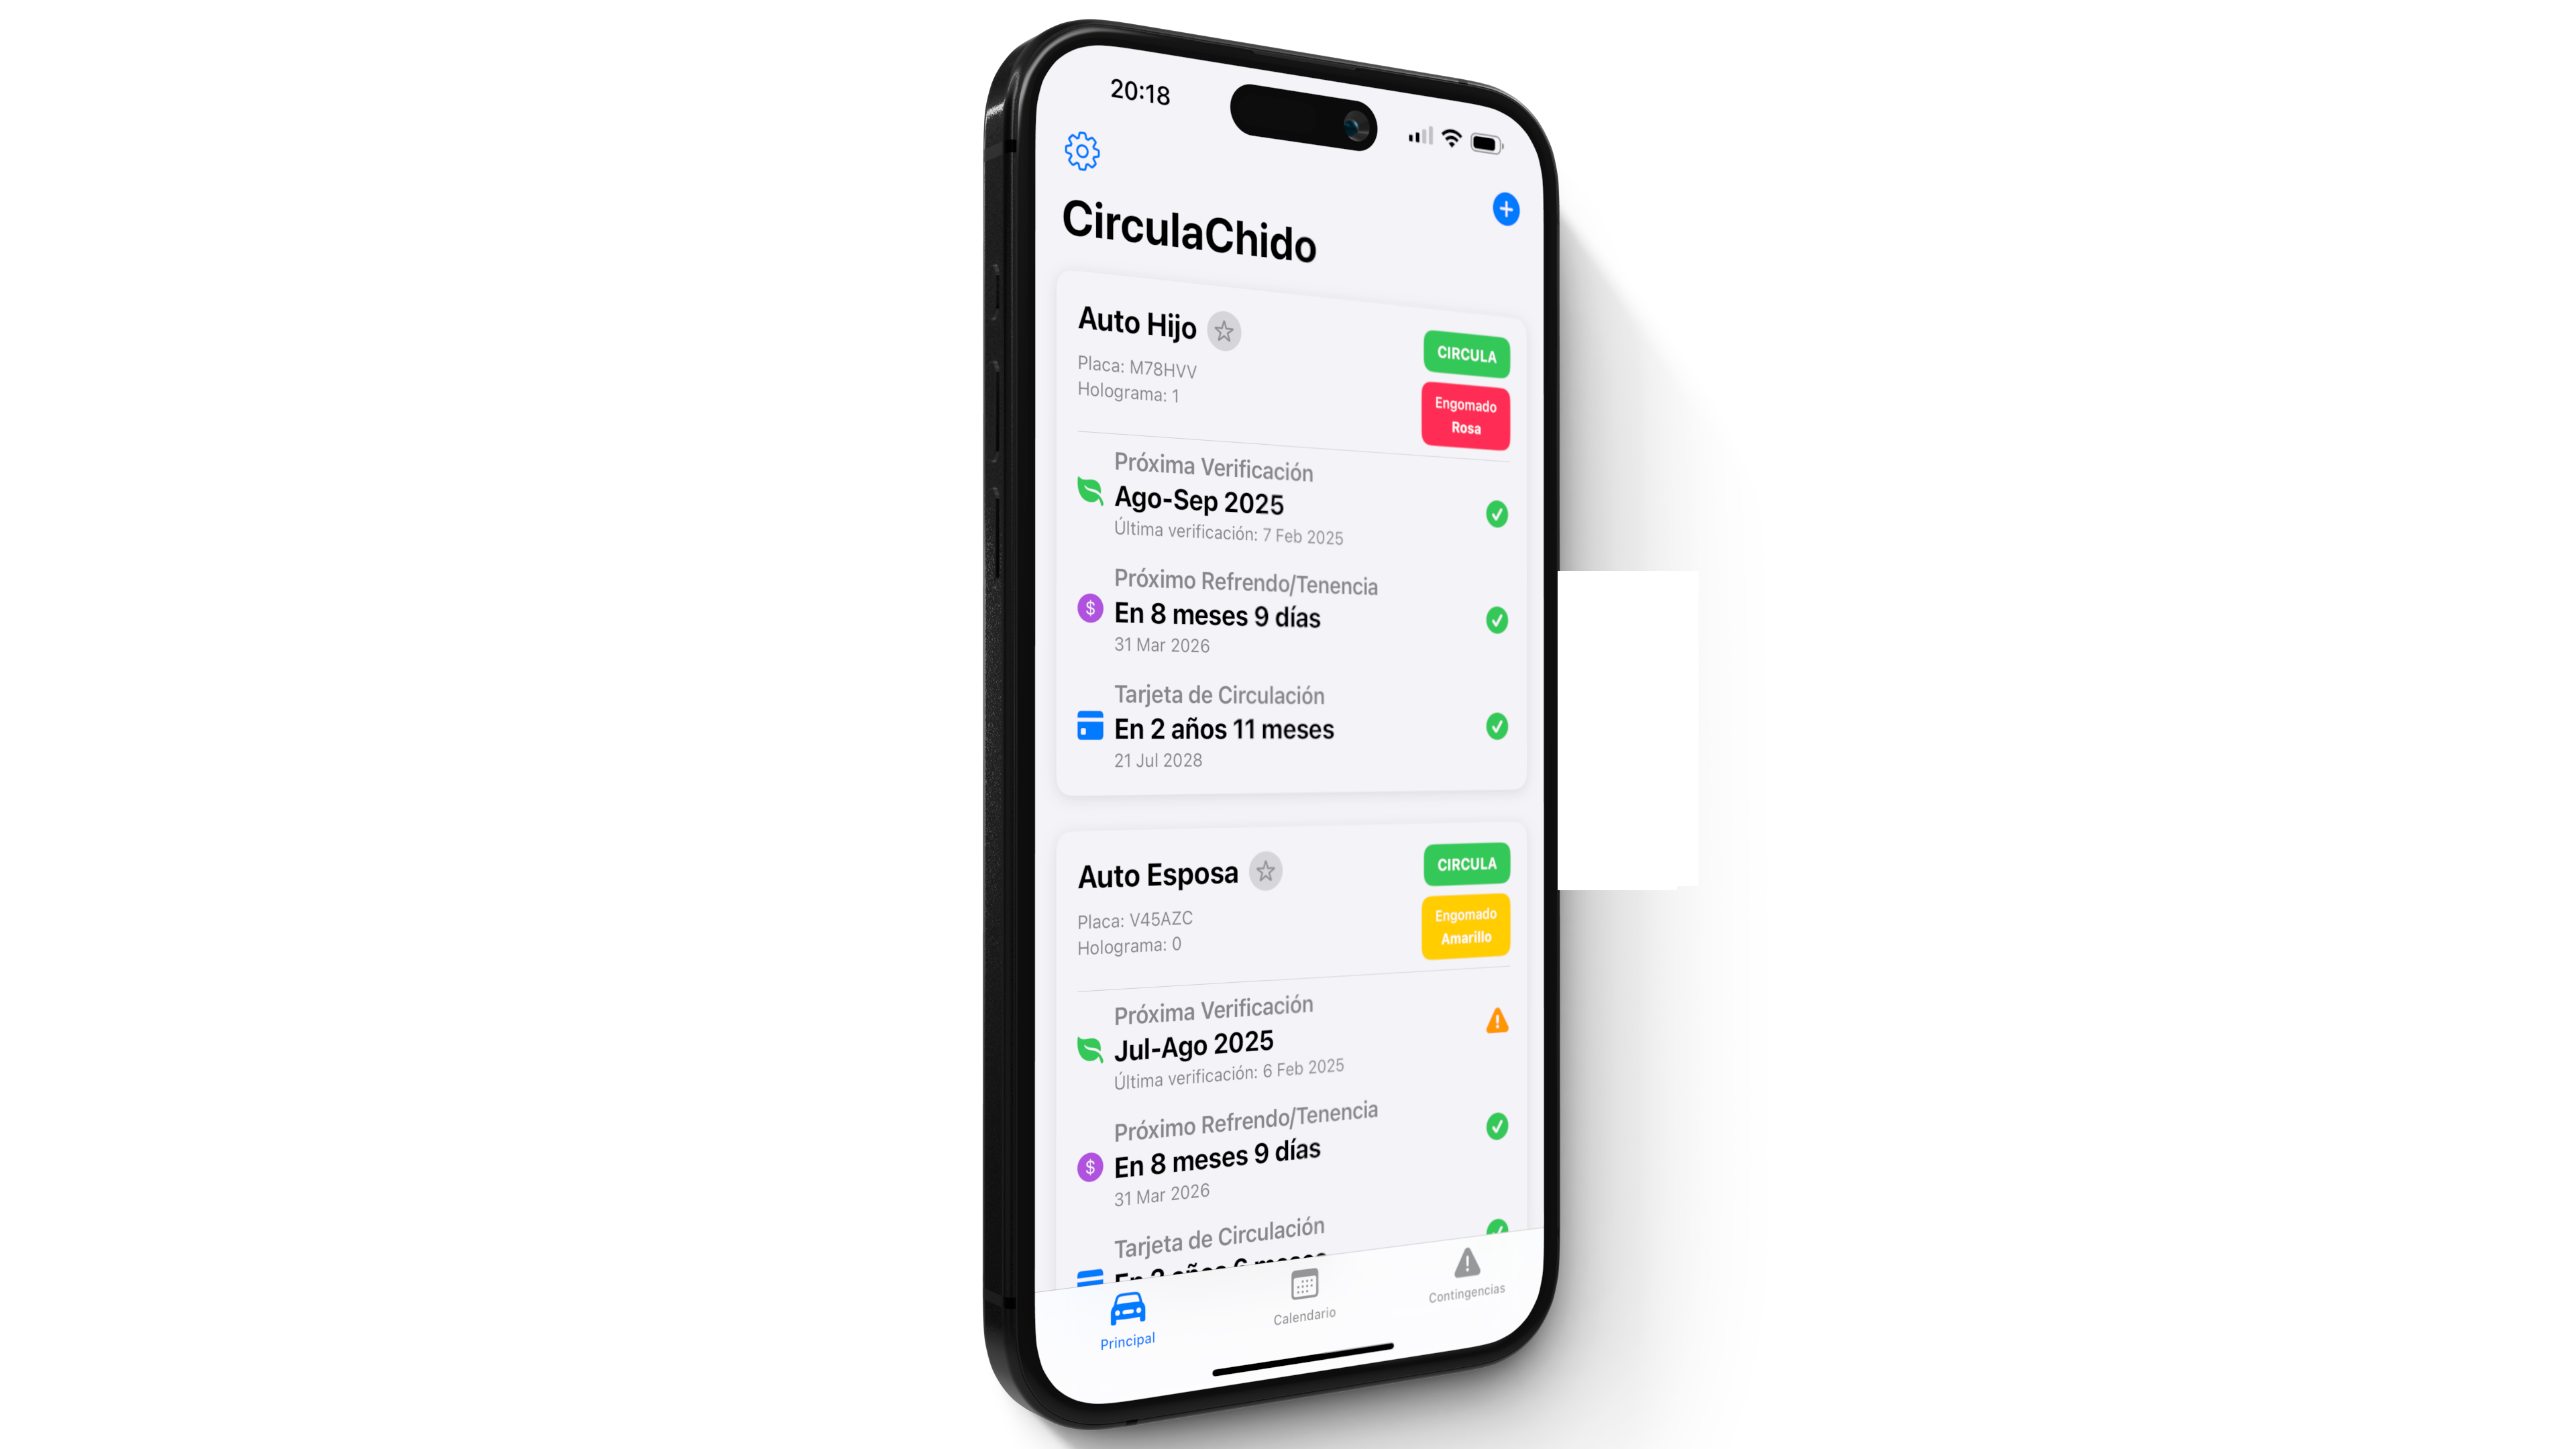 20:18
CirculaChido
Auto Hijo
CIRCULA
Placa: M78HVV
Holograma: 1
Engomado
Rosa
Próxima Verificación
Ago-Sep 2025
Última verificación: 7 Feb 2025
Próximo Refrendo/Tenencia
$
En 8 meses 9 días
31 Mar 2026
Tarjeta de Circulación
En 2 años 11 meses
21 Jul 2028
Auto Esposa
CIRCULA
Placa: V45AZC
Holograma: 0
Engomado
Amarillo
Próxima Verificación
Jul-Ago 2025
Última verificación: 6 Feb 2025
Próximo Refrendo/Tenencia
$
En 8 meses 9 días
31 Mar 2026
Tarjeta de Circulación
Principal
Calendario
Contingencias